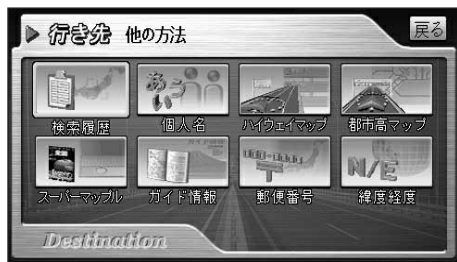 行き先 他の方法
戻る
検索履歴 個人名 ハイウェイマップ 都市高マップ
スーパーマップル ガイド情報 郵便番号 緯度経度
Destination